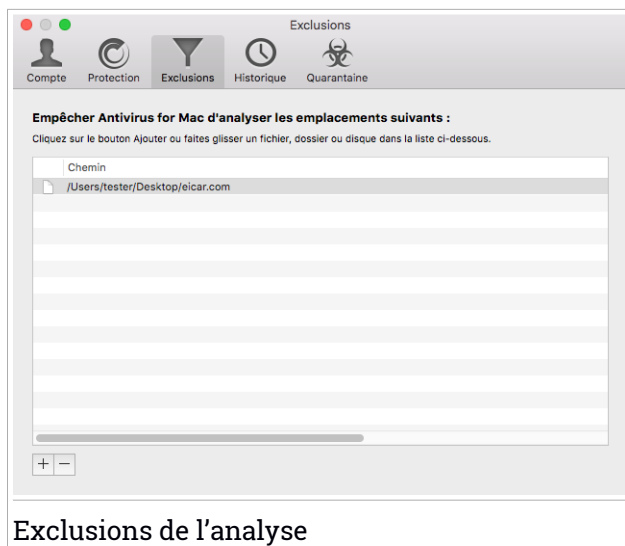 Exclusions
Compte Protection Exclusions Historique Quarantaine
Empêcher Antivirus for Mac d'analyser les emplacements suivants :
Cliquez sur le bouton Ajouter ou faites glisser un fichier, dossier ou disque dans la liste ci-dessous.
Chemin
/Users/tester/Desktop/eicar.com
+ −
Exclusions de l’analyse